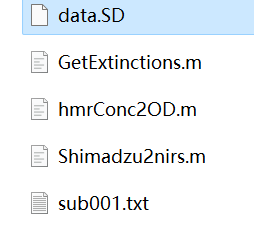 data.SD
GetExtinctions.m
hmrConc2OD.m
Shimadzu2nirs.m
sub001.txt